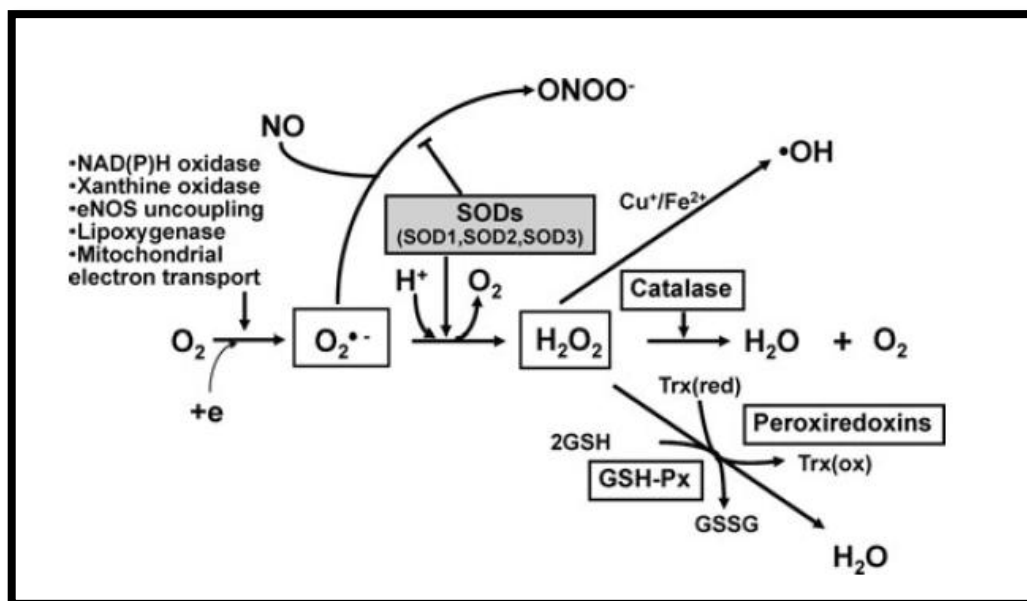 ONOO⁻
NO
•OH
•NAD(P)H oxidase
•Xanthine oxidase
•eNOS uncoupling
•Lipoxygenase
•Mitochondrial
electron transport
Cu⁺/Fe²⁺
SODs
(SOD1,SOD2,SOD3)
H⁺
O₂
Catalase
O₂
O₂•⁻
H₂O₂
H₂O + O₂
+e
Trx(red)
Peroxiredoxins
2GSH
Trx(ox)
GSH-Px
GSSG
H₂O